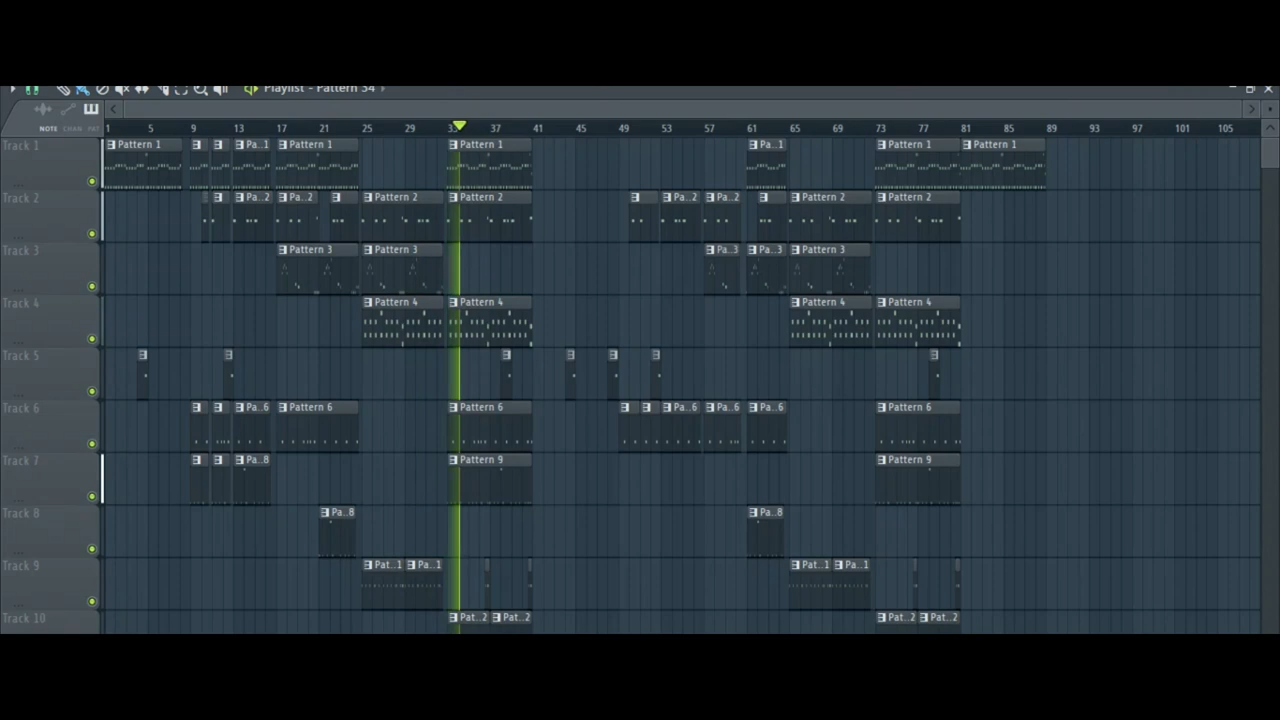 Playlist - Pattern 34
NOTE CHAN PAT
1 5 9 13 17 21 25 29 33 37 41 45 49 53 57 61 65 69 73 77 81 85 89 93 97 101 105
Track 1 Pattern 1 Pa..1 Pattern 1 Pattern 1 Pa..1 Pattern 1 Pattern 1
Track 2 Pa..2 Pa..2 Pattern 2 Pattern 2 Pa..2 Pa..2 Pattern 2 Pattern 2
Track 3 Pattern 3 Pattern 3 Pa..3 Pa..3 Pattern 3
Track 4 Pattern 4 Pattern 4 Pattern 4 Pattern 4
Track 5
Track 6 Pa..6 Pattern 6 Pattern 6 Pa..6 Pa..6 Pa..6 Pattern 6
Track 7 Pa..8 Pattern 9 Pattern 9
Track 8 Pa..8 Pa..8
Track 9 Pat..1 Pa..1 Pat..1 Pa..1
Track 10 Pat..2 Pat..2 Pat..2 Pat..2